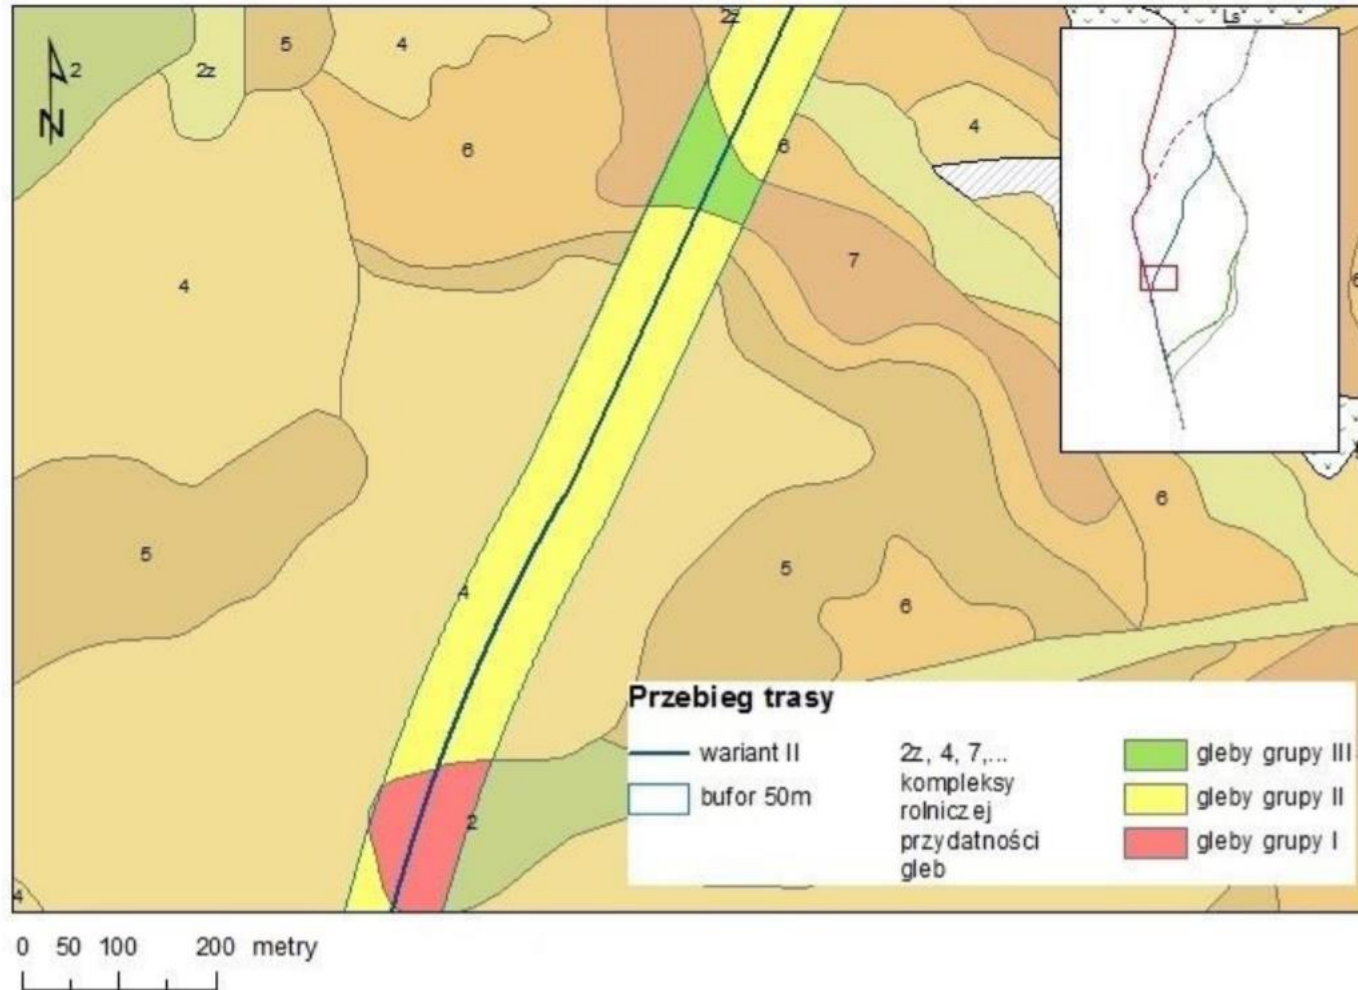 2z
Ls
5
4
2
2z
N
4
6
6
7
4
6
6
5
5
4
6
2
4
Przebieg trasy
wariant II
bufor 50m
2z, 4, 7,...
kompleksy
rolniczej
przydatności
gleb
gleby grupy III
gleby grupy II
gleby grupy I
0 50 100 200 metry